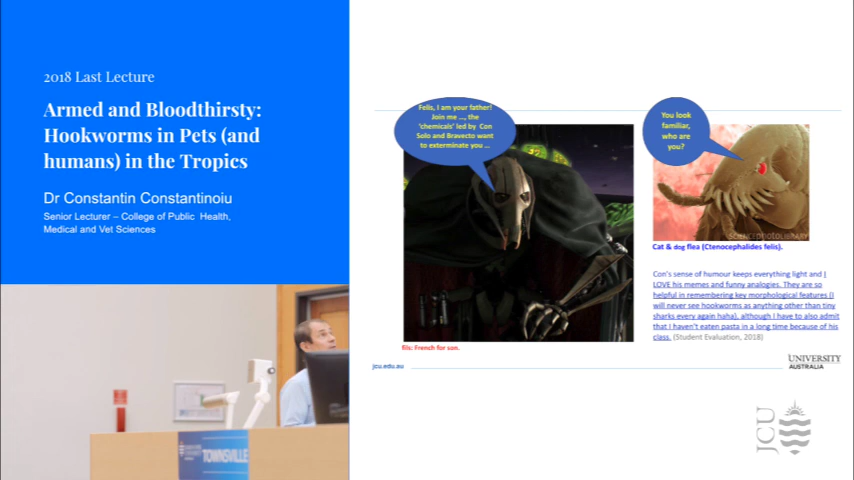 2018 Last Lecture
Armed and Bloodthirsty:
Hookworms in Pets (and
humans) in the Tropics
Dr Constantin Constantinoiu
Senior Lecturer – College of Public Health,
Medical and Vet Sciences
TOWNSVILLE
Felis, I am your father!
Join me ..., the
'chemicals' led by Con
Solo and Bravecto want
to exterminate you ...
You look
familiar,
who are
you?
SCIENCEPHOTOLIBRARY
Cat & dog flea (Ctenocephalides felis).
Con's sense of humour keeps everything light and I
LOVE his memes and funny analogies. They are so
helpful in remembering key morphological features (I
will never see hookworms as anything other than tiny
sharks every again haha), although I have to also admit
that I haven't eaten pasta in a long time because of his
class. (Student Evaluation, 2018)
fils: French for son.
jcu.edu.au
UNIVERSITY
AUSTRALIA
JCU